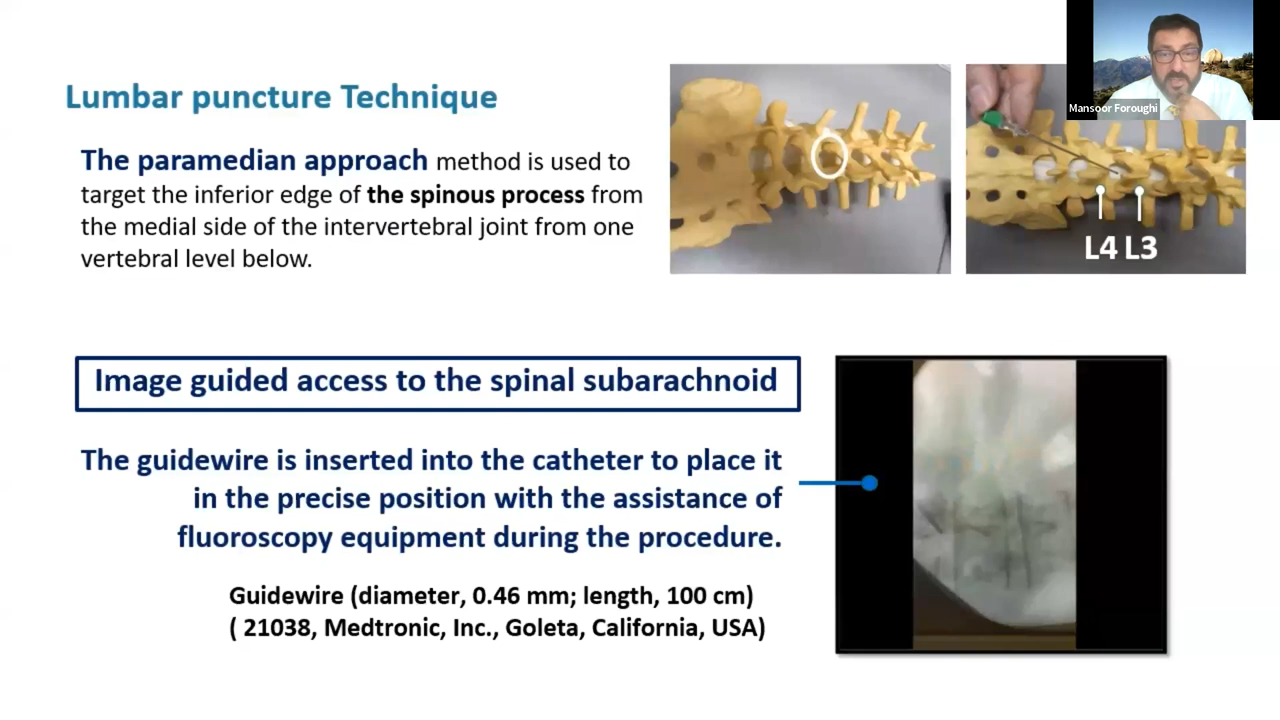 Mansoor Foroughi
Lumbar puncture Technique
The paramedian approach method is used to
target the inferior edge of the spinous process from
the medial side of the intervertebral joint from one
vertebral level below.
L4 L3
Image guided access to the spinal subarachnoid
The guidewire is inserted into the catheter to place it
in the precise position with the assistance of
fluoroscopy equipment during the procedure.
Guidewire (diameter, 0.46 mm; length, 100 cm)
( 21038, Medtronic, Inc., Goleta, California, USA)